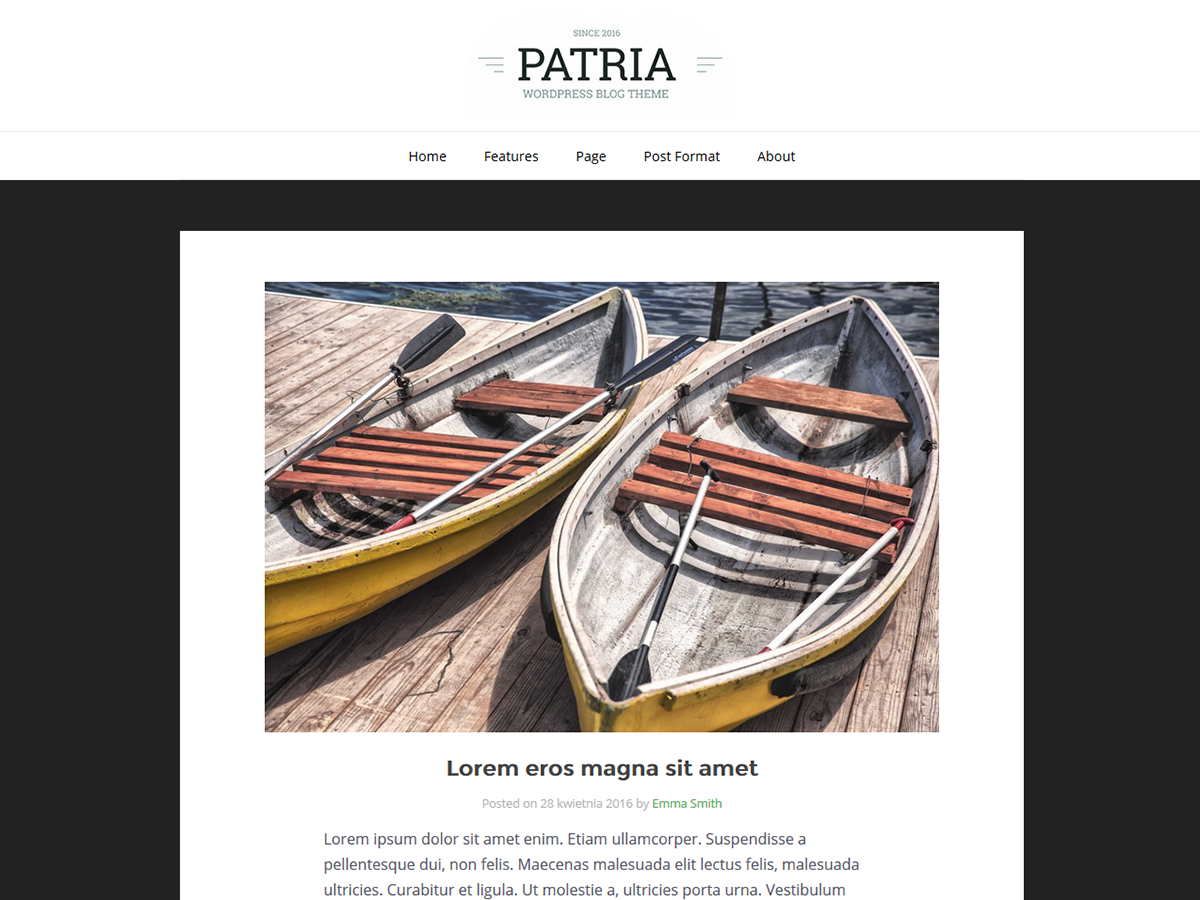 SINCE 2016
PATRIA
WORDPRESS BLOG THEME
Home Features Page Post Format About
Lorem eros magna sit amet
Posted on 28 kwietnia 2016 by Emma Smith
Lorem ipsum dolor sit amet enim. Etiam ullamcorper. Suspendisse a
pellentesque dui, non felis. Maecenas malesuada elit lectus felis, malesuada
ultricies. Curabitur et ligula. Ut molestie a, ultricies porta urna. Vestibulum